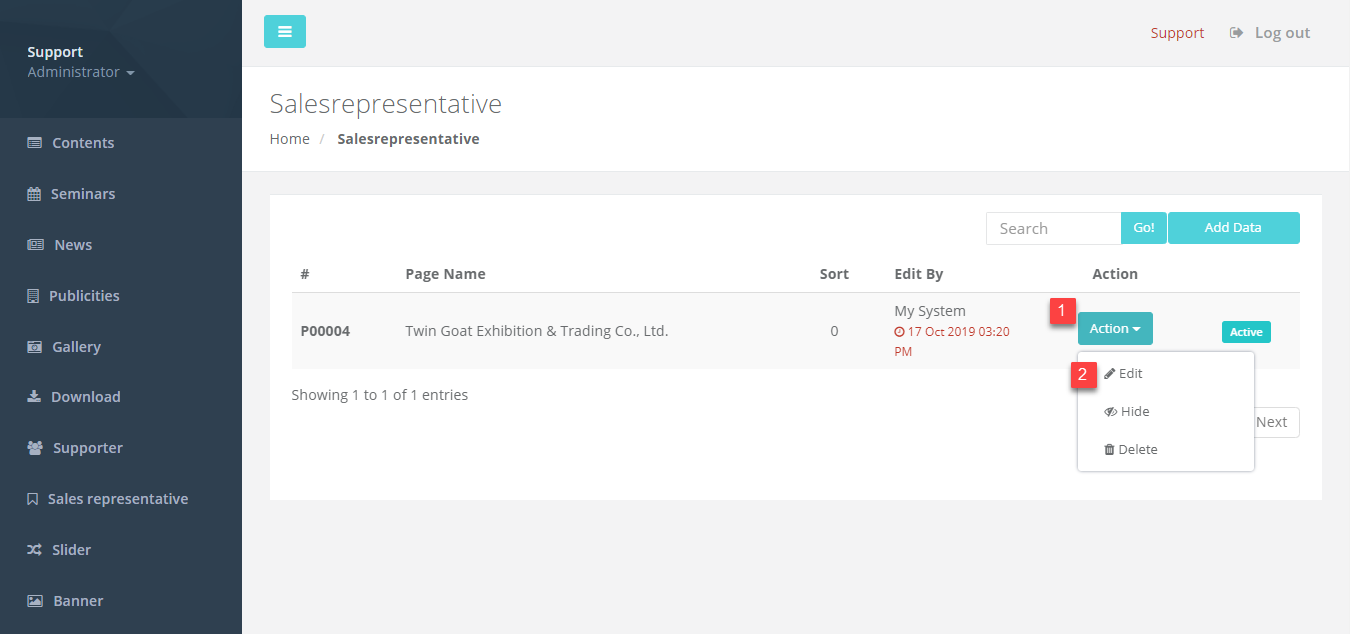 Support
Administrator
Contents
Seminars
News
Publicities
Gallery
Download
Supporter
Sales representative
Slider
Banner
Support Log out
Salesrepresentative
Home / Salesrepresentative
Search Go! Add Data
# Page Name Sort Edit By Action
P00004 Twin Goat Exhibition & Trading Co., Ltd. 0 My System 1 Action Active
17 Oct 2019 03:20
PM
2 Edit
Hide
Delete
Showing 1 to 1 of 1 entries
Next